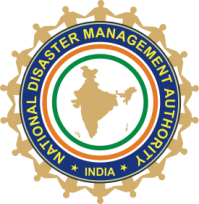 NATIONAL DISASTER MANAGEMENT AUTHORITY
INDIA